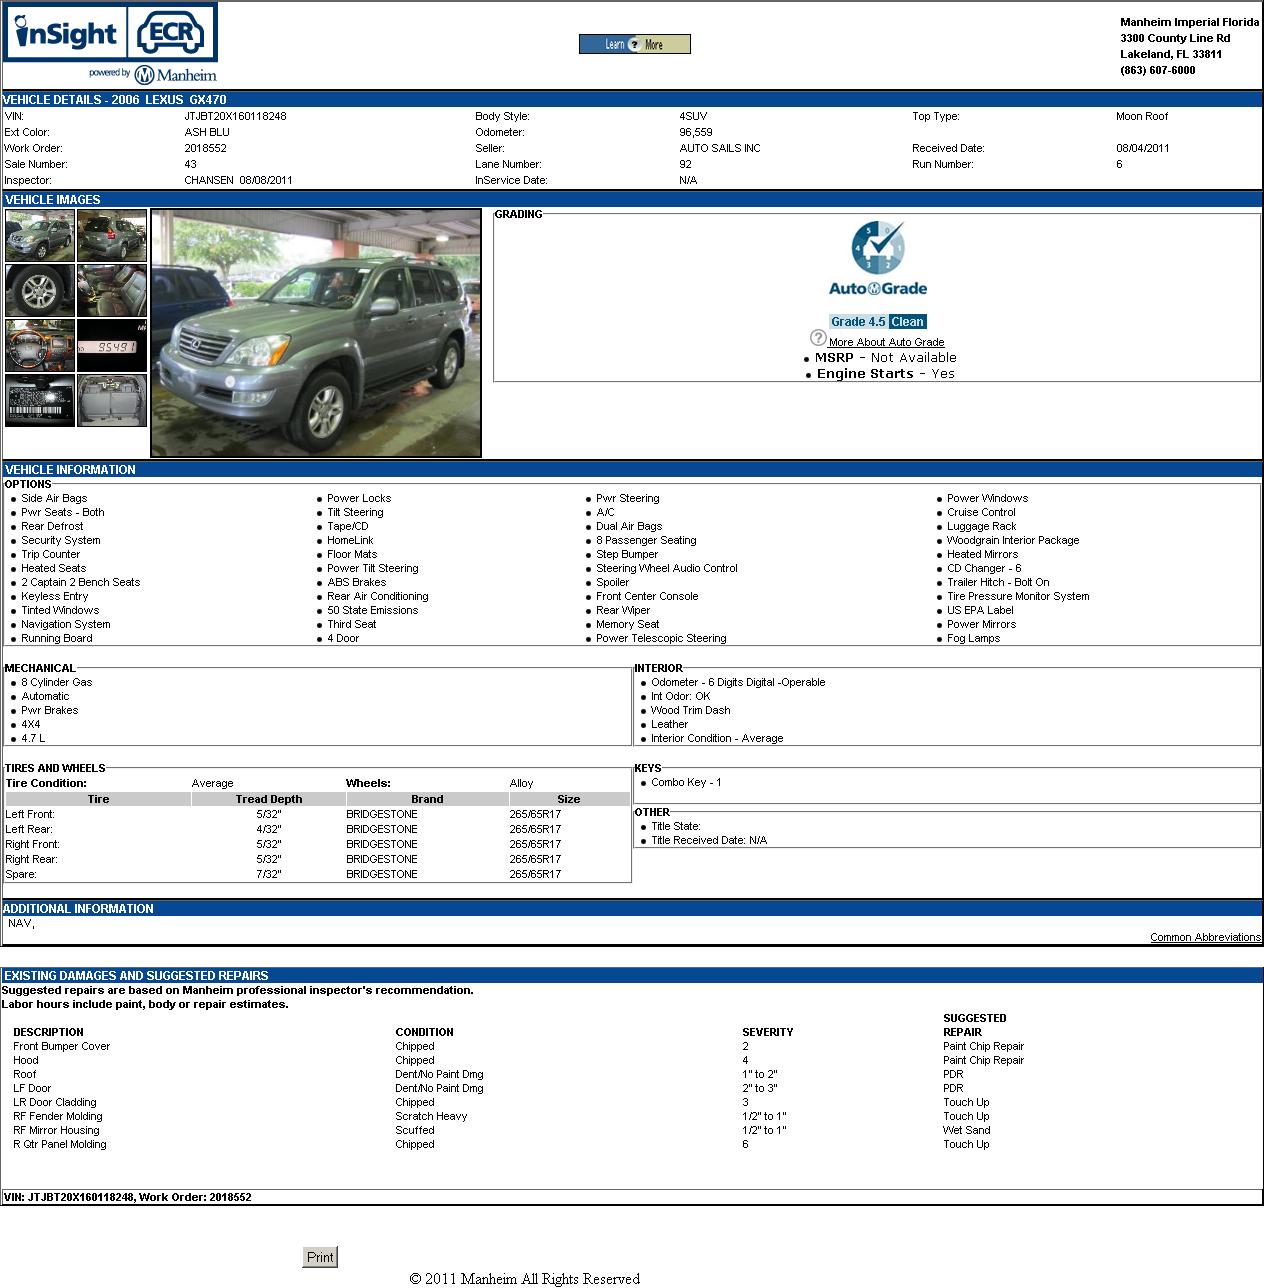 inSight ECR
powered by Manheim
Learn ? More
Manheim Imperial Florida
3300 County Line Rd
Lakeland, FL 33811
(863) 607-6000
VEHICLE DETAILS - 2006 LEXUS GX470
VIN: JTJBT20X160118248 Body Style: 4SUV Top Type: Moon Roof
Ext Color: ASH BLU Odometer: 96,559
Work Order: 2018552 Seller: AUTO SAILS INC Received Date: 08/04/2011
Sale Number: 43 Lane Number: 92 Run Number: 6
Inspector: CHANSEN 08/08/2011 InService Date: N/A
VEHICLE IMAGES
GRADING
5 0 4 1 3 2
AutoGrade
Grade 4.5 Clean
? More About Auto Grade
MSRP - Not Available
Engine Starts - Yes
VEHICLE INFORMATION
OPTIONS
Side Air Bags Power Locks Pwr Steering Power Windows
Pwr Seats - Both Tilt Steering A/C Cruise Control
Rear Defrost Tape/CD Dual Air Bags Luggage Rack
Security System HomeLink 8 Passenger Seating Woodgrain Interior Package
Trip Counter Floor Mats Step Bumper Heated Mirrors
Heated Seats Power Tilt Steering Steering Wheel Audio Control CD Changer - 6
2 Captain 2 Bench Seats ABS Brakes Spoiler Trailer Hitch - Bolt On
Keyless Entry Rear Air Conditioning Front Center Console Tire Pressure Monitor System
Tinted Windows 50 State Emissions Rear Wiper US EPA Label
Navigation System Third Seat Memory Seat Power Mirrors
Running Board 4 Door Power Telescopic Steering Fog Lamps
MECHANICAL
8 Cylinder Gas
Automatic
Pwr Brakes
4X4
4.7 L
INTERIOR
Odometer - 6 Digits Digital -Operable
Int Odor: OK
Wood Trim Dash
Leather
Interior Condition - Average
TIRES AND WHEELS
Tire Condition: Average Wheels: Alloy
Tire Tread Depth Brand Size
Left Front: 5/32" BRIDGESTONE 265/65R17
Left Rear: 4/32" BRIDGESTONE 265/65R17
Right Front: 5/32" BRIDGESTONE 265/65R17
Right Rear: 5/32" BRIDGESTONE 265/65R17
Spare: 7/32" BRIDGESTONE 265/65R17
KEYS
Combo Key - 1
OTHER
Title State:
Title Received Date: N/A
ADDITIONAL INFORMATION
NAV,
Common Abbreviations
EXISTING DAMAGES AND SUGGESTED REPAIRS
Suggested repairs are based on Manheim professional inspector's recommendation.
Labor hours include paint, body or repair estimates.
DESCRIPTION CONDITION SEVERITY SUGGESTED REPAIR
Front Bumper Cover Chipped 2 Paint Chip Repair
Hood Chipped 4 Paint Chip Repair
Roof Dent/No Paint Dmg 1" to 2" PDR
LF Door Dent/No Paint Dmg 2" to 3" PDR
LR Door Cladding Chipped 3 Touch Up
RF Fender Molding Scratch Heavy 1/2" to 1" Touch Up
RF Mirror Housing Scuffed 1/2" to 1" Wet Sand
R Qtr Panel Molding Chipped 6 Touch Up
VIN: JTJBT20X160118248, Work Order: 2018552
Print
© 2011 Manheim All Rights Reserved